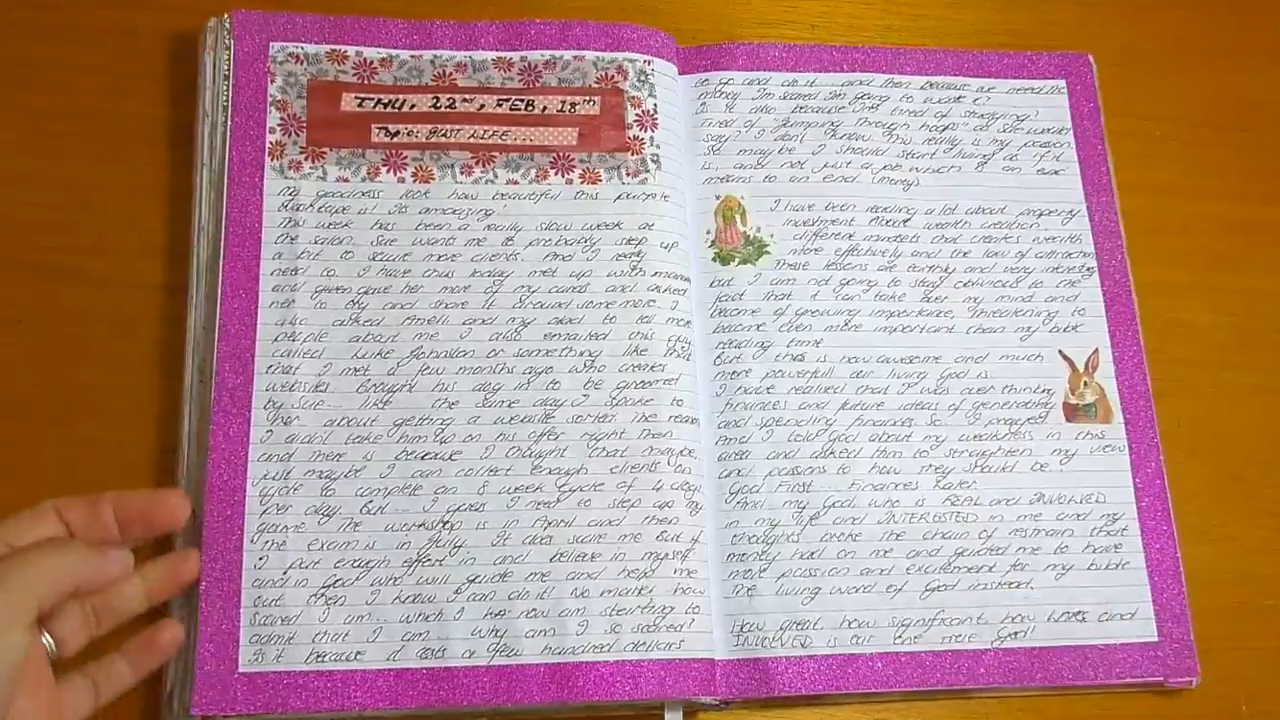 THU, 22nd, FEB, 18th
Topic: JUST LIFE...
My goodness look how beautiful this purple
Washi tape is! Its amazing!
This week has been a really slow week at
the salon. Sue wants me to probably step up
a bit to secure more clients. And I really
need to. I have thus today met up with
and given gave her more of my cards and asked
her to try and share it around some more. I
also asked Aneli and my dad to tell more
people about me. I also emailed this guy
called Luke Johnston or something like that
that I met a few months ago who creates
websites. Brought his dog in to be groomed
by Sue... like the same day I spoke to
her about getting a website sorted. The reason
I didn't take him up on his offer right then
and there is because I thought that maybe,
just maybe I can collect enough clients on
cycle to complete an 8 week cycle of 4 dogs
per day. But... I guess I need to step up my
game. The workshop is in April and then
the exam is in July. It does scare me but if
I put enough effort in and believe in myself
and in God who will guide me and help me
out then I know I can do it! No matter how
scared I am... which I now am starting to
admit that I am... why am I so scared?
Is it because it costs a few hundred dollars
to go and do it... and then because we need the
money I'm scared I'm going to waste it?
Is it also because I'm tired of studying?
Tired of "jumping through hoops" as Sue would
say? I don't know. This really is my passion
so maybe I should start living as if it
is, and not just a job which is an
means to an end (money)
I have been reading a lot about property
investment. About wealth creation.
different mindsets that creates wealth
more effectively and the law of attraction
These lessons are earthly and very interesting
but I am not going to stay oblivious to the
fact that it can take over my mind and
become of growing importance, threatening to
become even more important than my bible
reading time
But this is how awesome and much
more powerfull our living God is.
I have realised that I was over thinking
finances and future ideas of generating
and spending finances. So... I prayed
And I told God about my weakness in this
area and asked Him to straighten my view
and passions to how they should be...
God First... Finances Later.
And my God, who is REAL and INVOLVED
in my life and INTERESTED in me and my
thoughts broke the chain of restrain that
money had on me and guided me to have
more passion and excitement for my bible
the living word of God instead.
How great, how significant, how LOVES and
INVOLVED is our one true God!